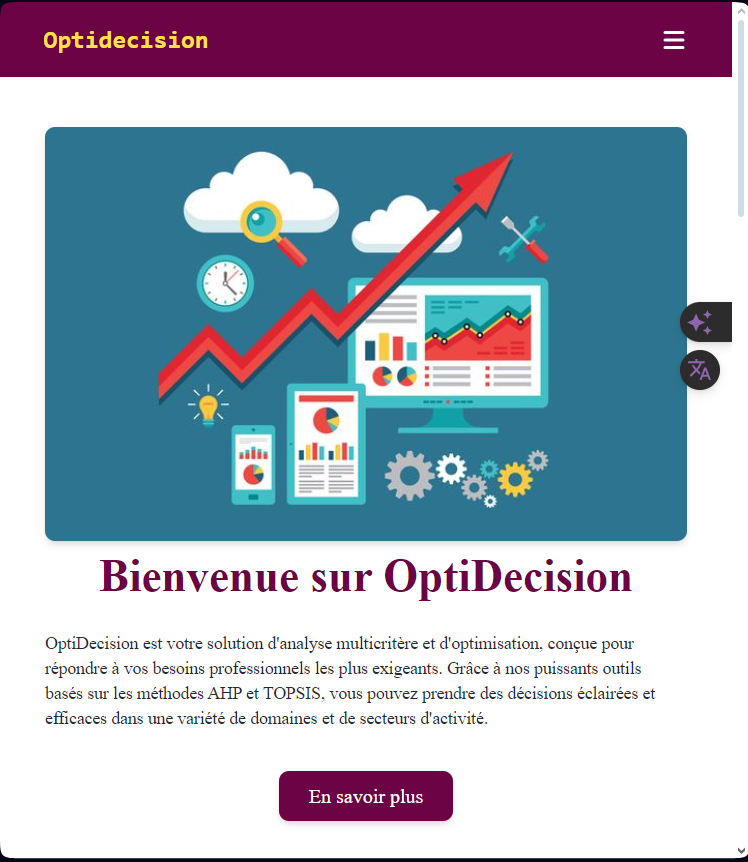 Optidecision
Bienvenue sur OptiDecision
OptiDecision est votre solution d'analyse multicritère et d'optimisation, conçue pour
répondre à vos besoins professionnels les plus exigeants. Grâce à nos puissants outils
basés sur les méthodes AHP et TOPSIS, vous pouvez prendre des décisions éclairées et
efficaces dans une variété de domaines et de secteurs d'activité.
En savoir plus